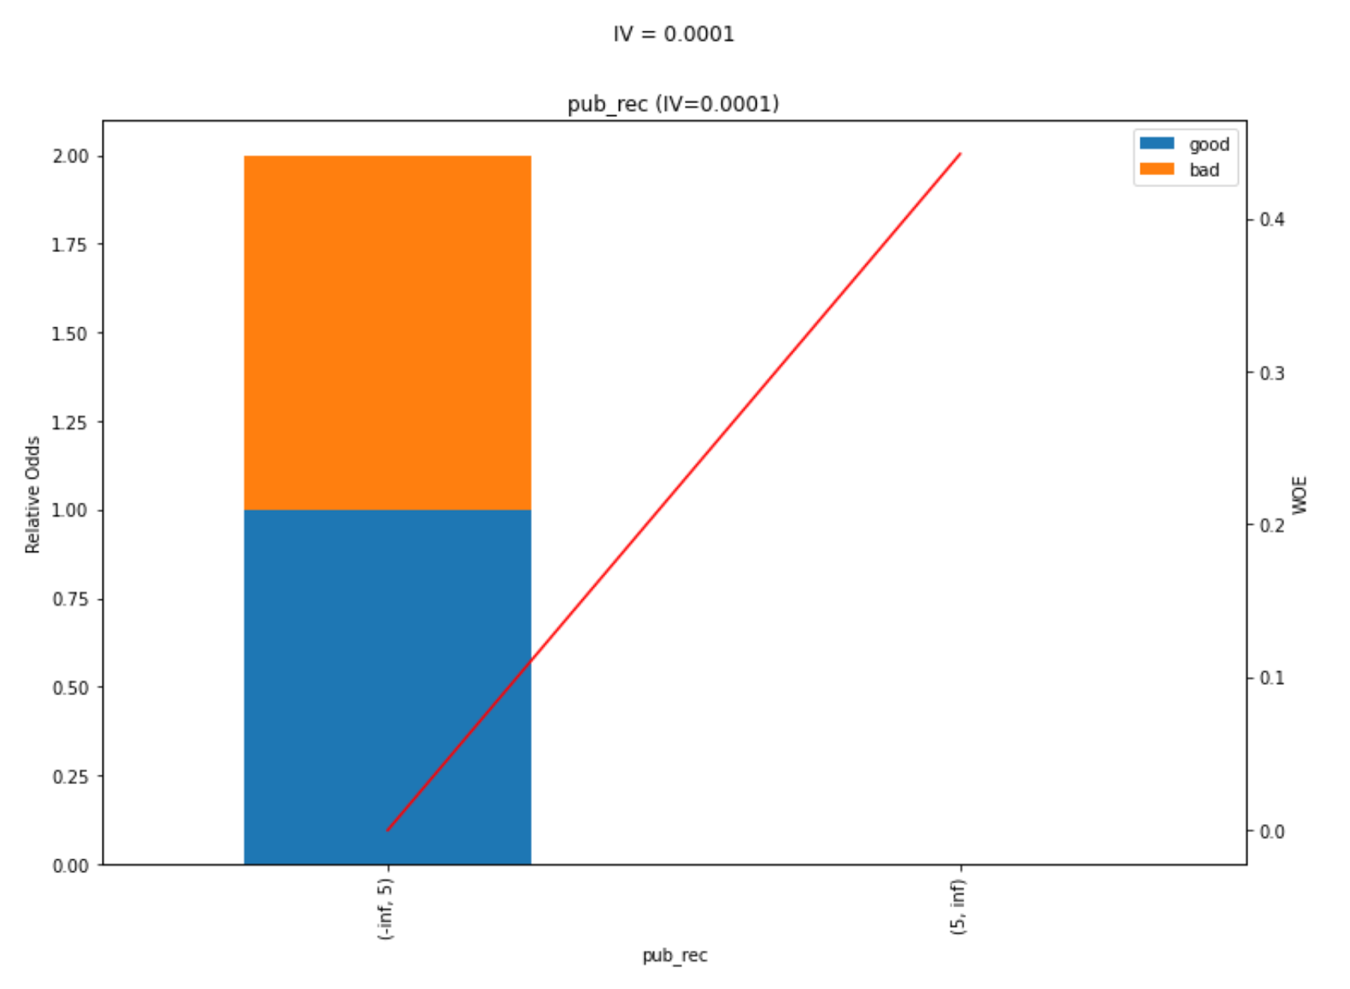 IV = 0.0001
pub_rec (IV=0.0001)
good
bad
2.00
1.75
1.50
1.25
1.00
0.75
0.50
0.25
0.00
Relative Odds
0.4
0.3
0.2
0.1
0.0
WOE
(-inf, 5)
(5, inf)
pub_rec